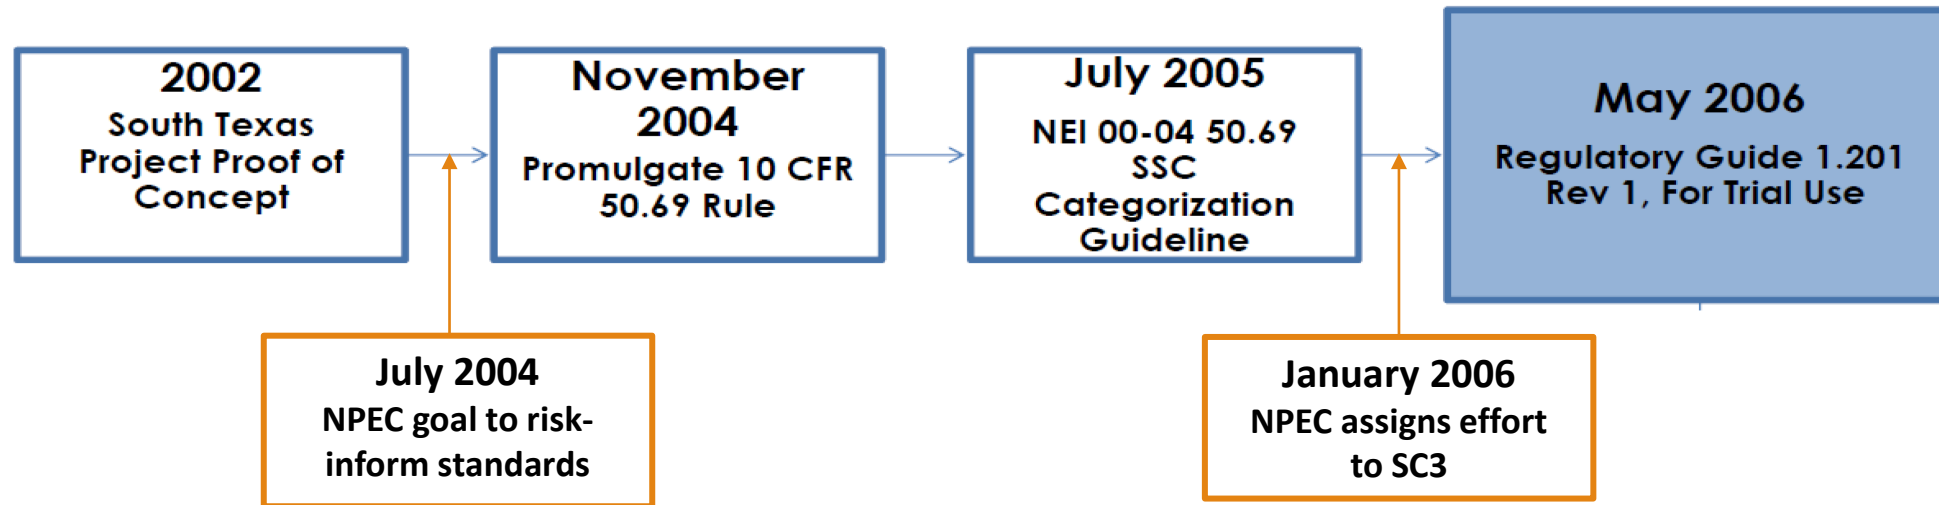 2002
South Texas
Project Proof of
Concept
November
2004
Promulgate 10 CFR
50.69 Rule
July 2005
NEI 00-04 50.69
SSC
Categorization
Guideline
May 2006
Regulatory Guide 1.201
Rev 1, For Trial Use
July 2004
NPEC goal to risk-
inform standards
January 2006
NPEC assigns effort
to SC3